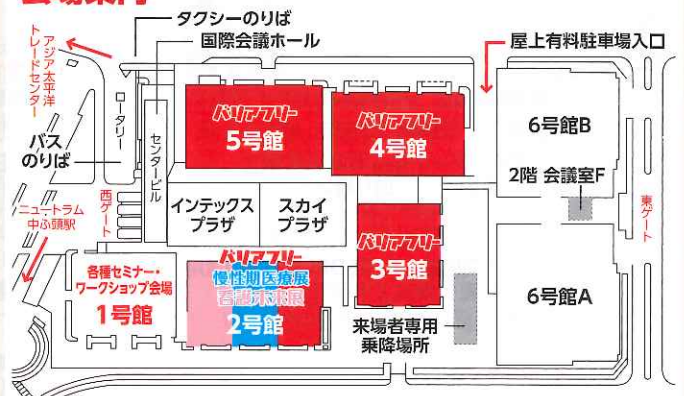 タクシーのりば
国際会議ホール
屋上有料駐車場入口
アジア太平洋
トレードセンター
ロータリー
バス
のりば
センタービル
バリアフリー
5号館
バリアフリー
4号館
6号館B
2階 会議室F
東ゲート
西ゲート
ニュートラム
中ふ頭駅
インテックス
プラザ
スカイ
プラザ
バリアフリー
3号館
各種セミナー・
ワークショップ会場
1号館
バリアフリー
慢性期医療展
看護未来展
2号館
来場者専用
乗降場所
6号館A